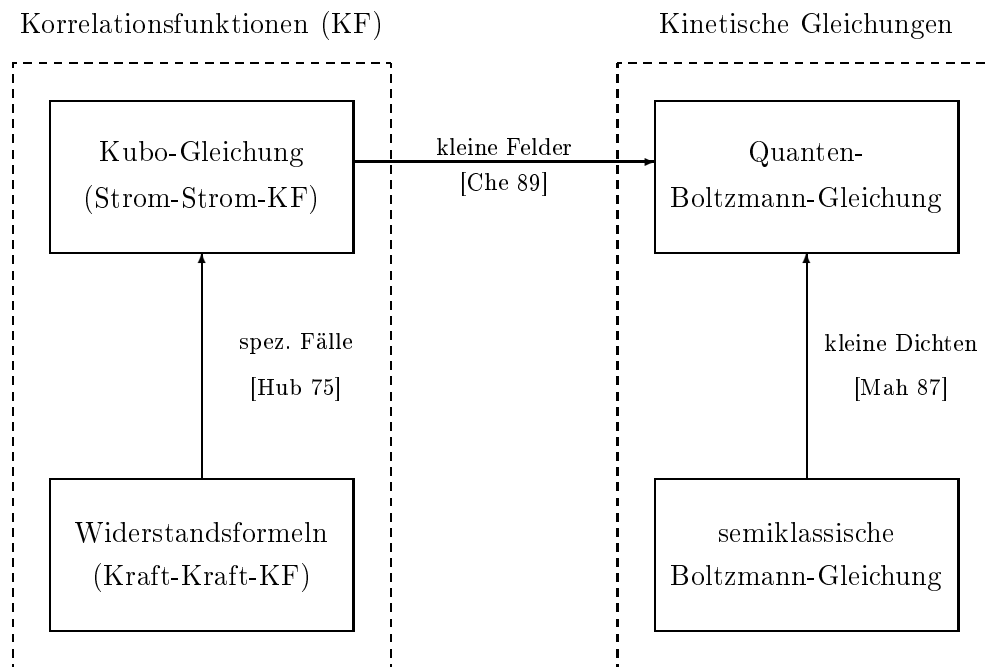 Korrelationsfunktionen (KF)
Kinetische Gleichungen
Kubo-Gleichung
(Strom-Strom-KF)
kleine Felder
[Che 89]
Quanten-
Boltzmann-Gleichung
spez. Fälle
[Hub 75]
kleine Dichten
[Mah 87]
Widerstandsformeln
(Kraft-Kraft-KF)
semiklassische
Boltzmann-Gleichung